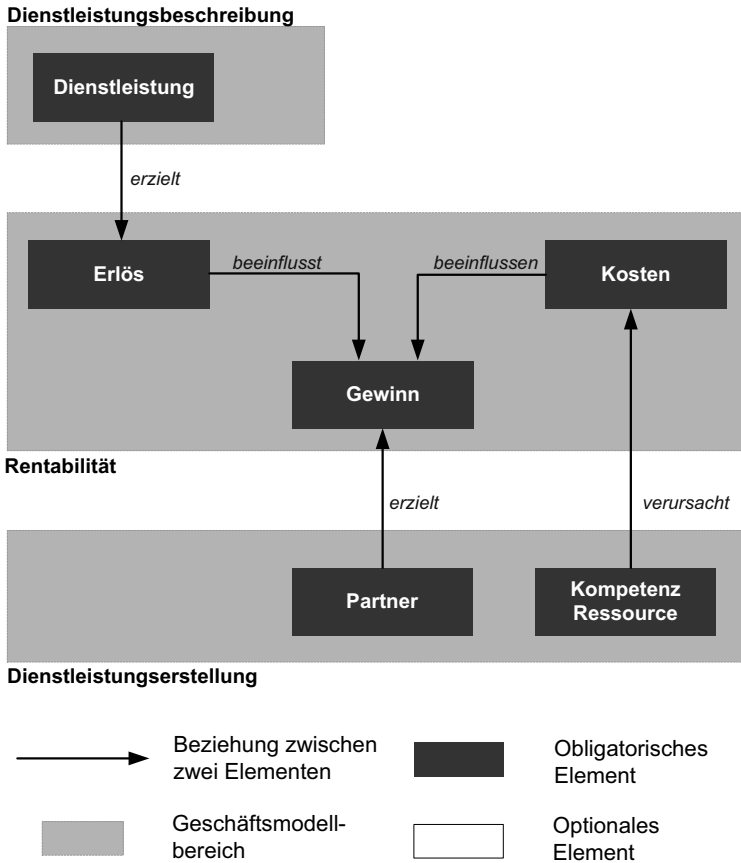 Dienstleistungsbeschreibung
Dienstleistung
erzielt
Erlös
beeinflusst
beeinflussen
Kosten
Gewinn
Rentabilität
erzielt
verursacht
Partner
Kompetenz
Ressource
Dienstleistungserstellung
Beziehung zwischen
zwei Elementen
Obligatorisches
Element
Geschäftsmodell-
bereich
Optionales
Element